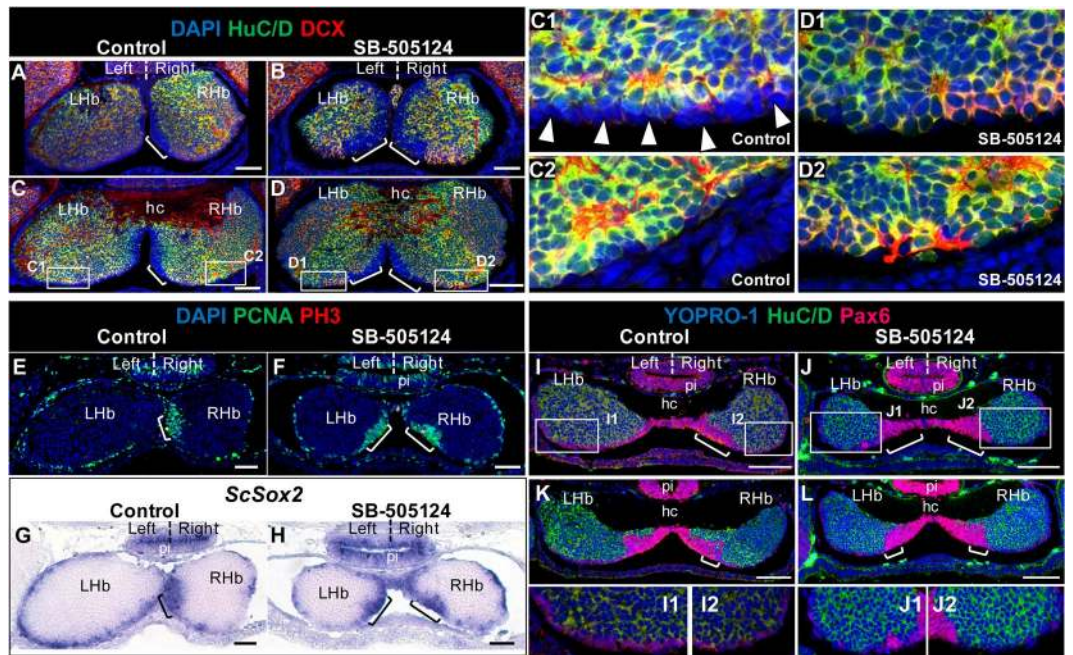 DAPI HuC/D DCX
Control SB-505124
A Left Right B
LHb RHb LHb RHb
C D
LHb hc RHb LHb hc RHb
C1 C2 D1 D2
C1 D1
Control SB-505124
C2 D2
Control SB-505124
DAPI PCNA PH3
Control SB-505124
E Left Right F Left Right
pi
LHb RHb LHb RHb
ScSox2
Control SB-505124
G Left Right H Left Right
pi pi
LHb RHb LHb RHb
YOPRO-1 HuC/D Pax6
Control SB-505124
I Left Right J Left Right
LHb pi RHb LHb pi RHb
hc hc
I1 I2 J1 J2
K pi L pi
LHb hc RHb LHb hc RHb
I1 I2 J1 J2